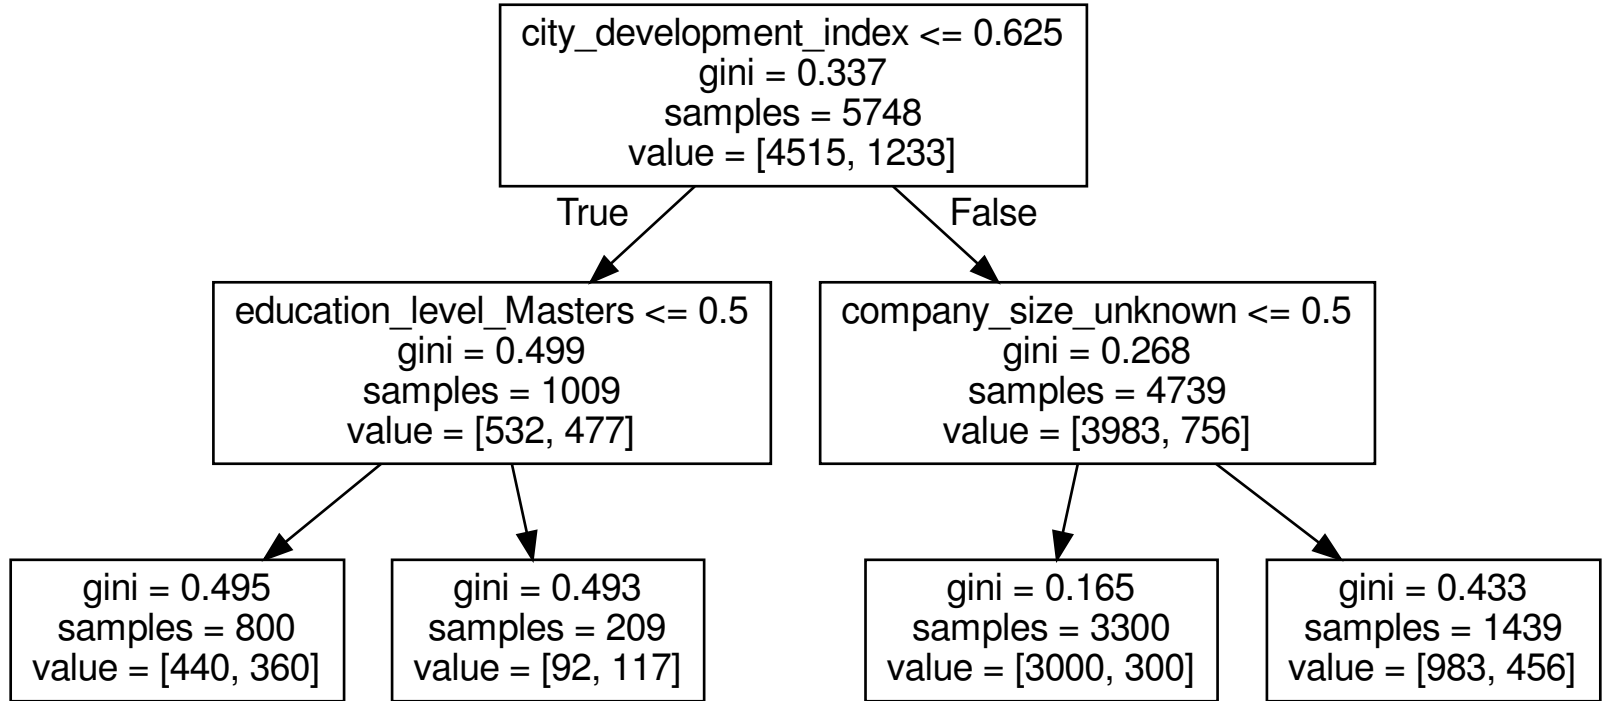 city_development_index <= 0.625
gini = 0.337
samples = 5748
value = [4515, 1233]
True
False
education_level_Masters <= 0.5
gini = 0.499
samples = 1009
value = [532, 477]
company_size_unknown <= 0.5
gini = 0.268
samples = 4739
value = [3983, 756]
gini = 0.495
samples = 800
value = [440, 360]
gini = 0.493
samples = 209
value = [92, 117]
gini = 0.165
samples = 3300
value = [3000, 300]
gini = 0.433
samples = 1439
value = [983, 456]